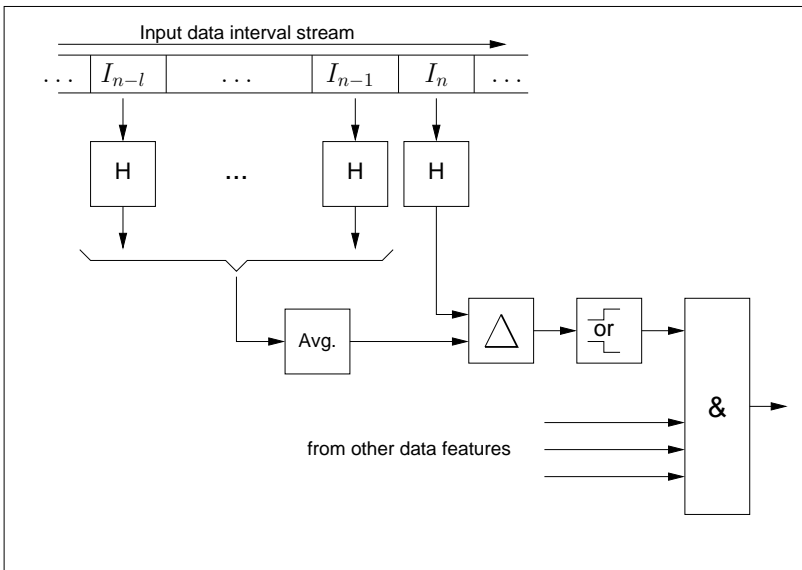 Input data interval stream
... I_{n-l} ... I_{n-1} I_n ...
H ... H H
Avg. Δ or
&
from other data features